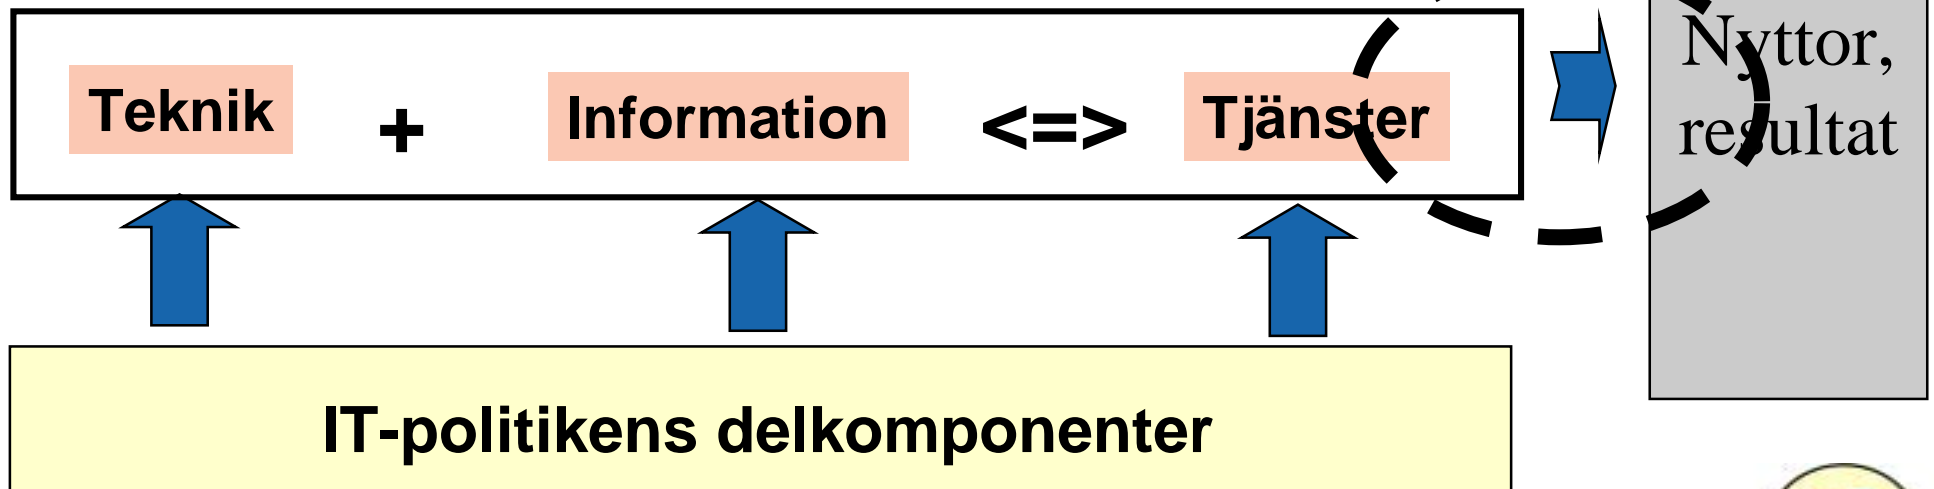 Teknik + Information <=> Tjänster
Nyttor,
resultat
IT-politikens delkomponenter